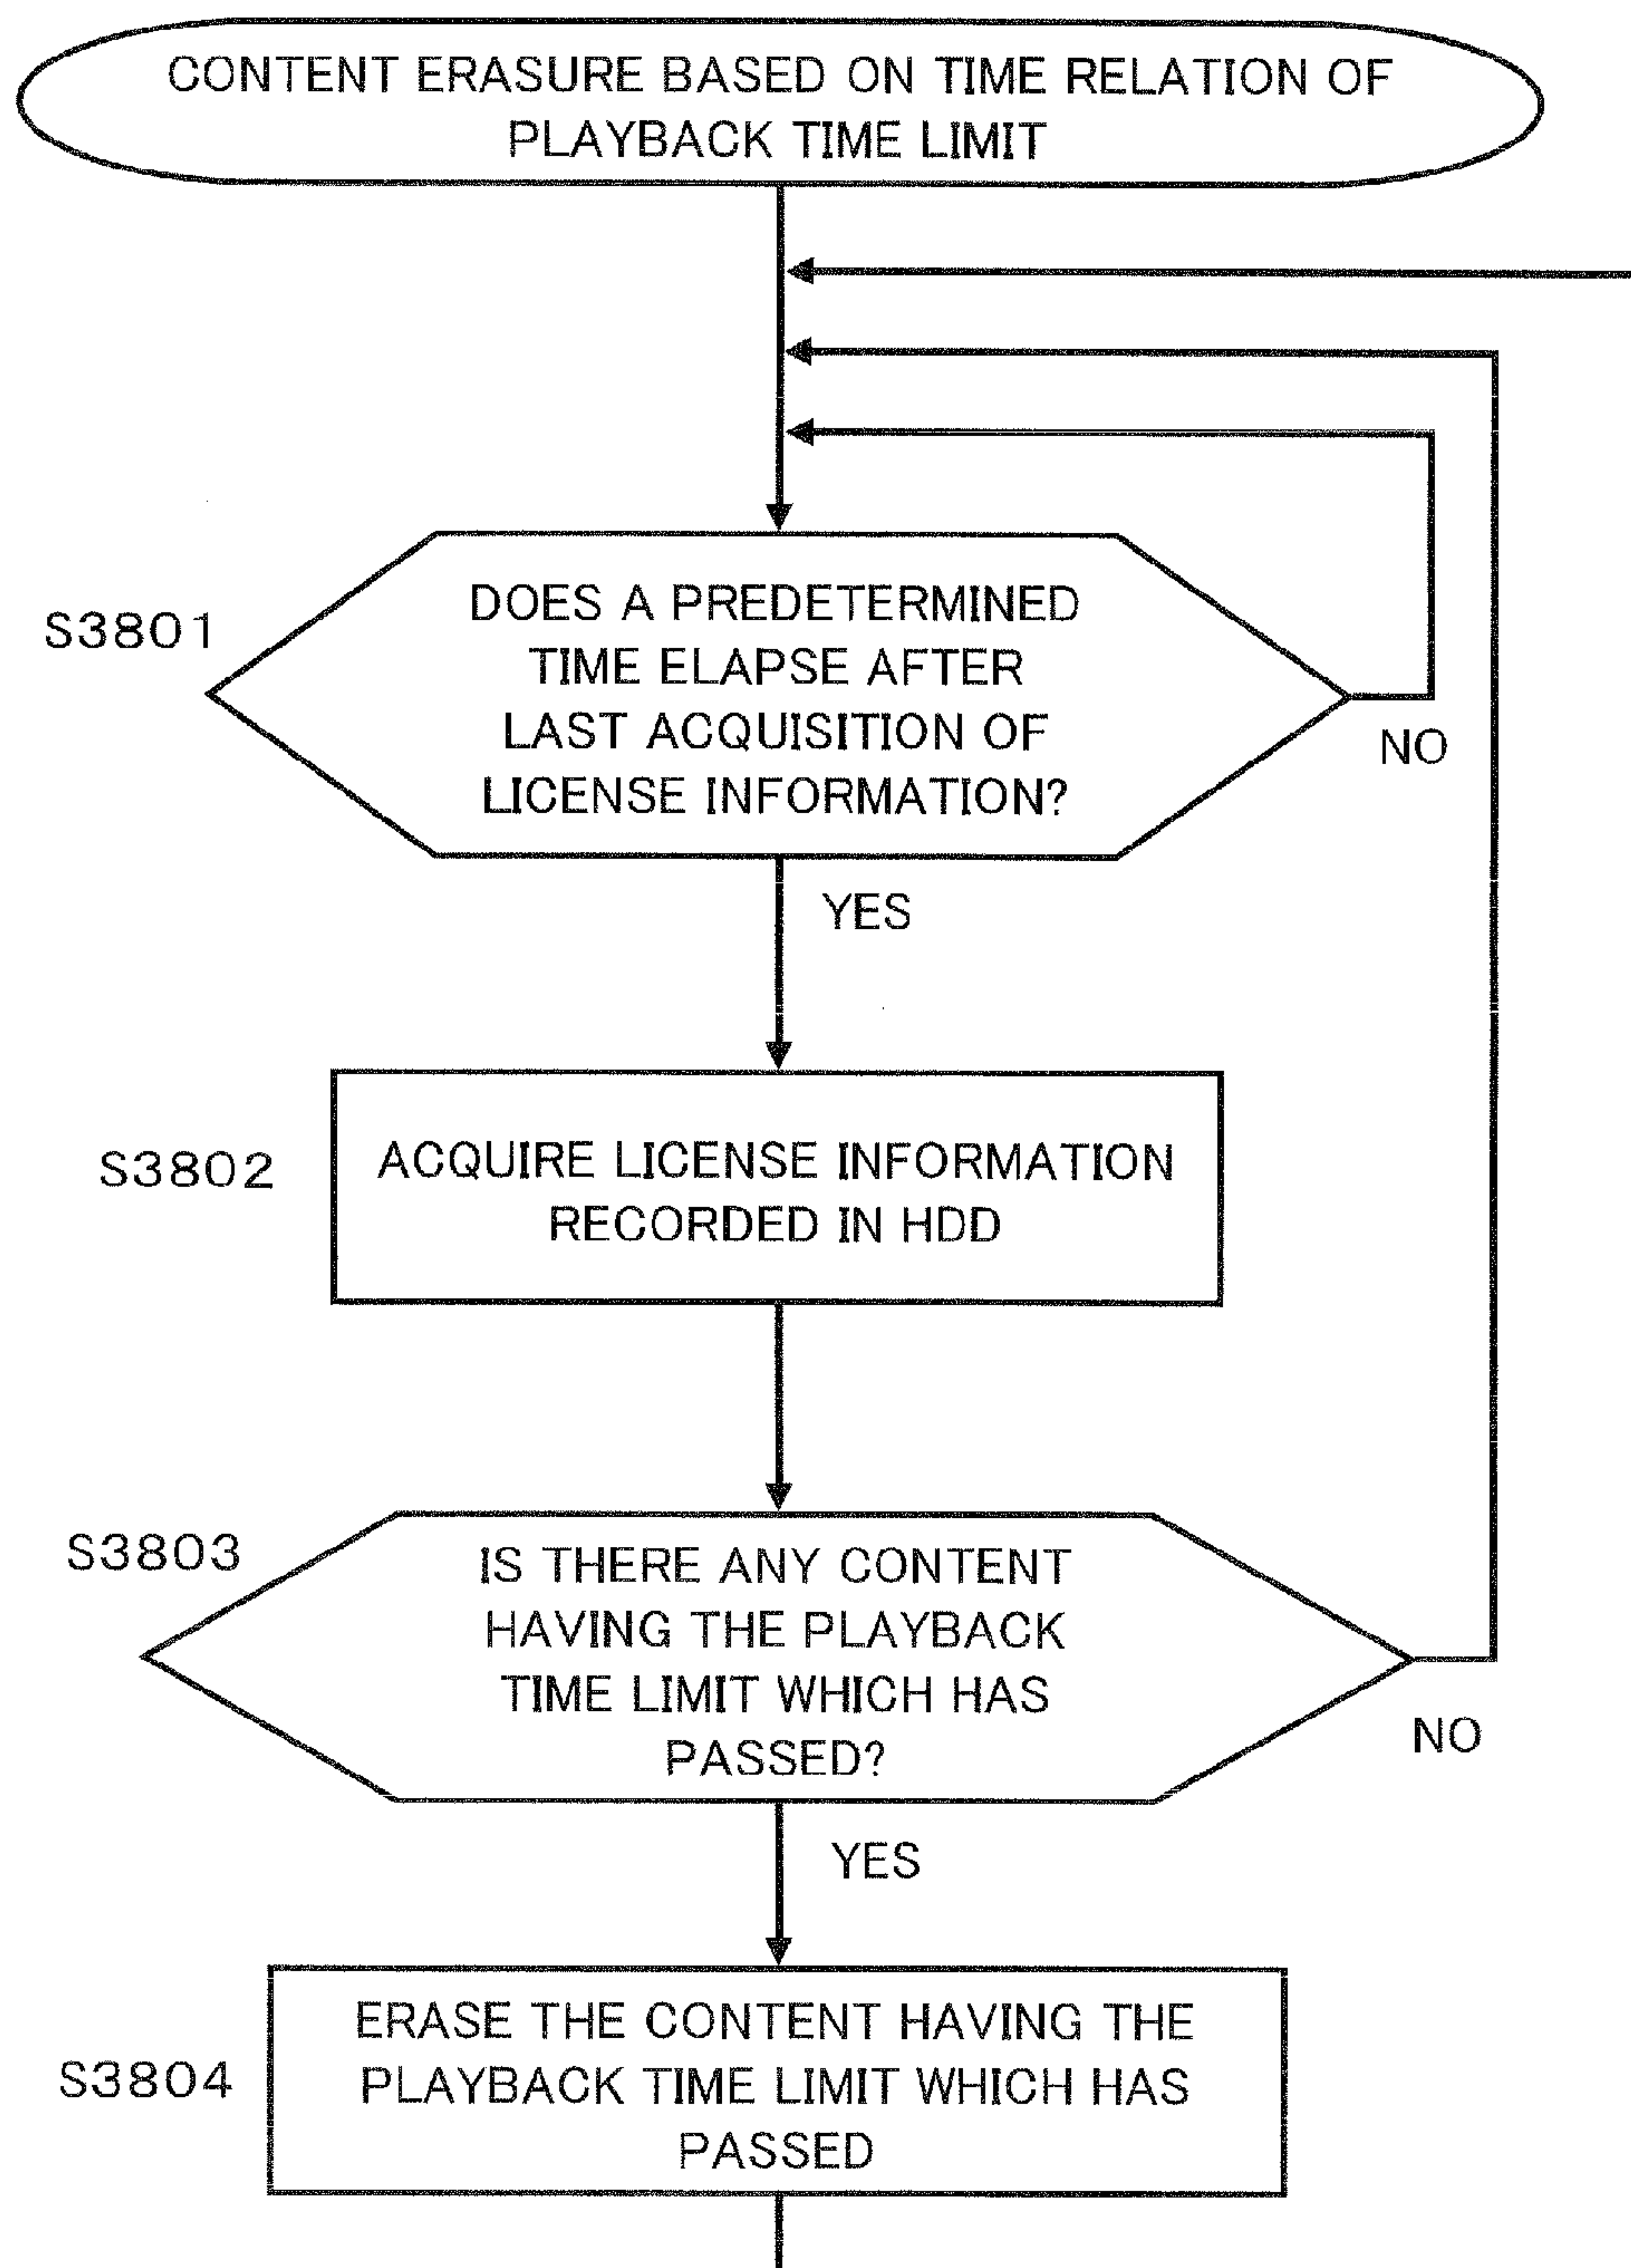 CONTENT ERASURE BASED ON TIME RELATION OF
PLAYBACK TIME LIMIT
S3801
DOES A PREDETERMINED
TIME ELAPSE AFTER
LAST ACQUISITION OF
LICENSE INFORMATION?
NO
YES
S3802
ACQUIRE LICENSE INFORMATION
RECORDED IN HDD
S3803
IS THERE ANY CONTENT
HAVING THE PLAYBACK
TIME LIMIT WHICH HAS
PASSED?
NO
YES
S3804
ERASE THE CONTENT HAVING THE
PLAYBACK TIME LIMIT WHICH HAS
PASSED